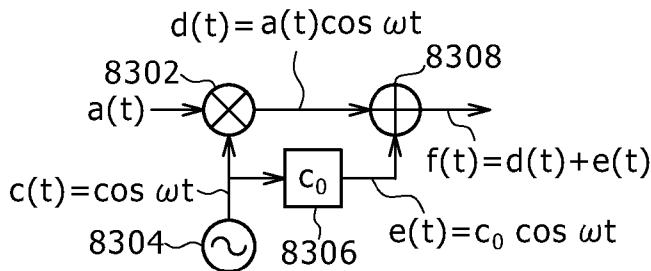 d(t)=a(t)cos ωt
8302
8308
a(t)
f(t)=d(t)+e(t)
c(t)=cos ωt
c₀
8304
8306
e(t)=c₀ cos ωt